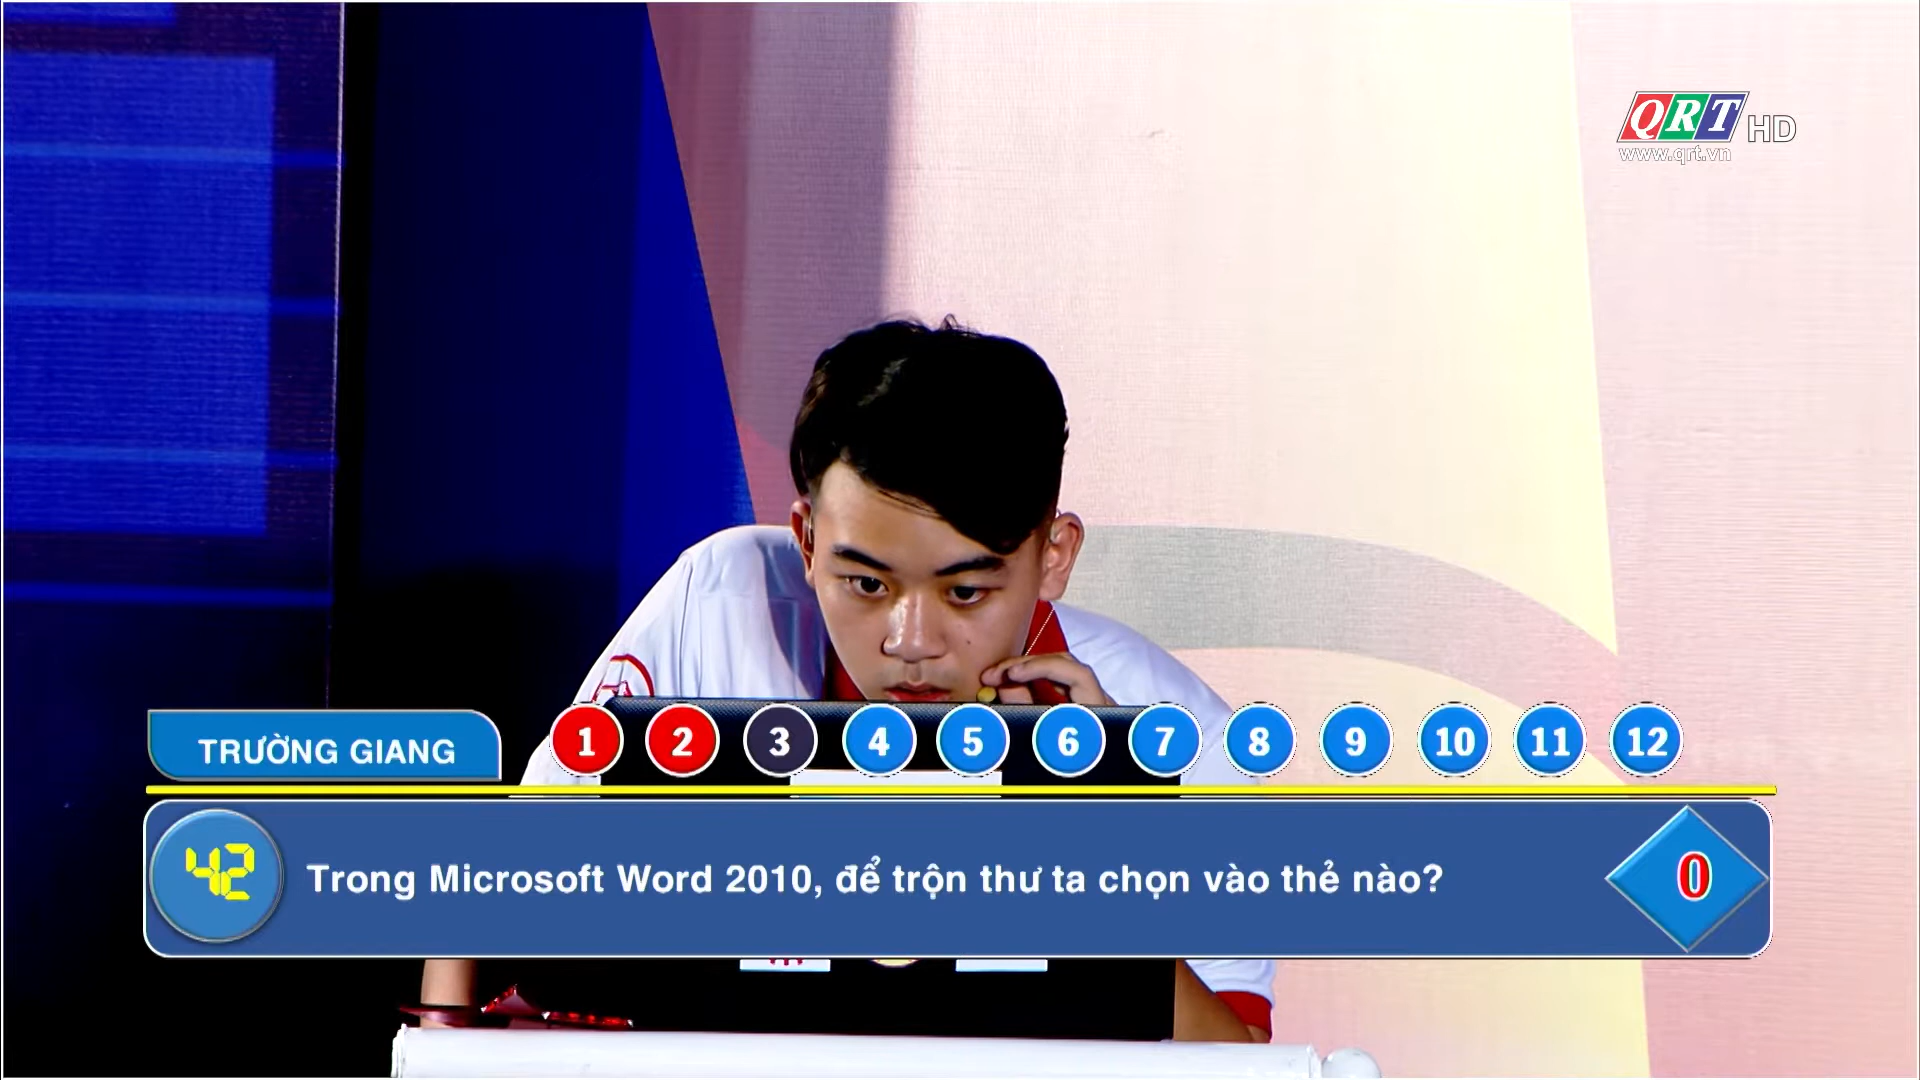 QRT HD
www.qrt.vn
TRƯỜNG GIANG
1 2 3 4 5 6 7 8 9 10 11 12
42
Trong Microsoft Word 2010, để trộn thư ta chọn vào thẻ nào?
0